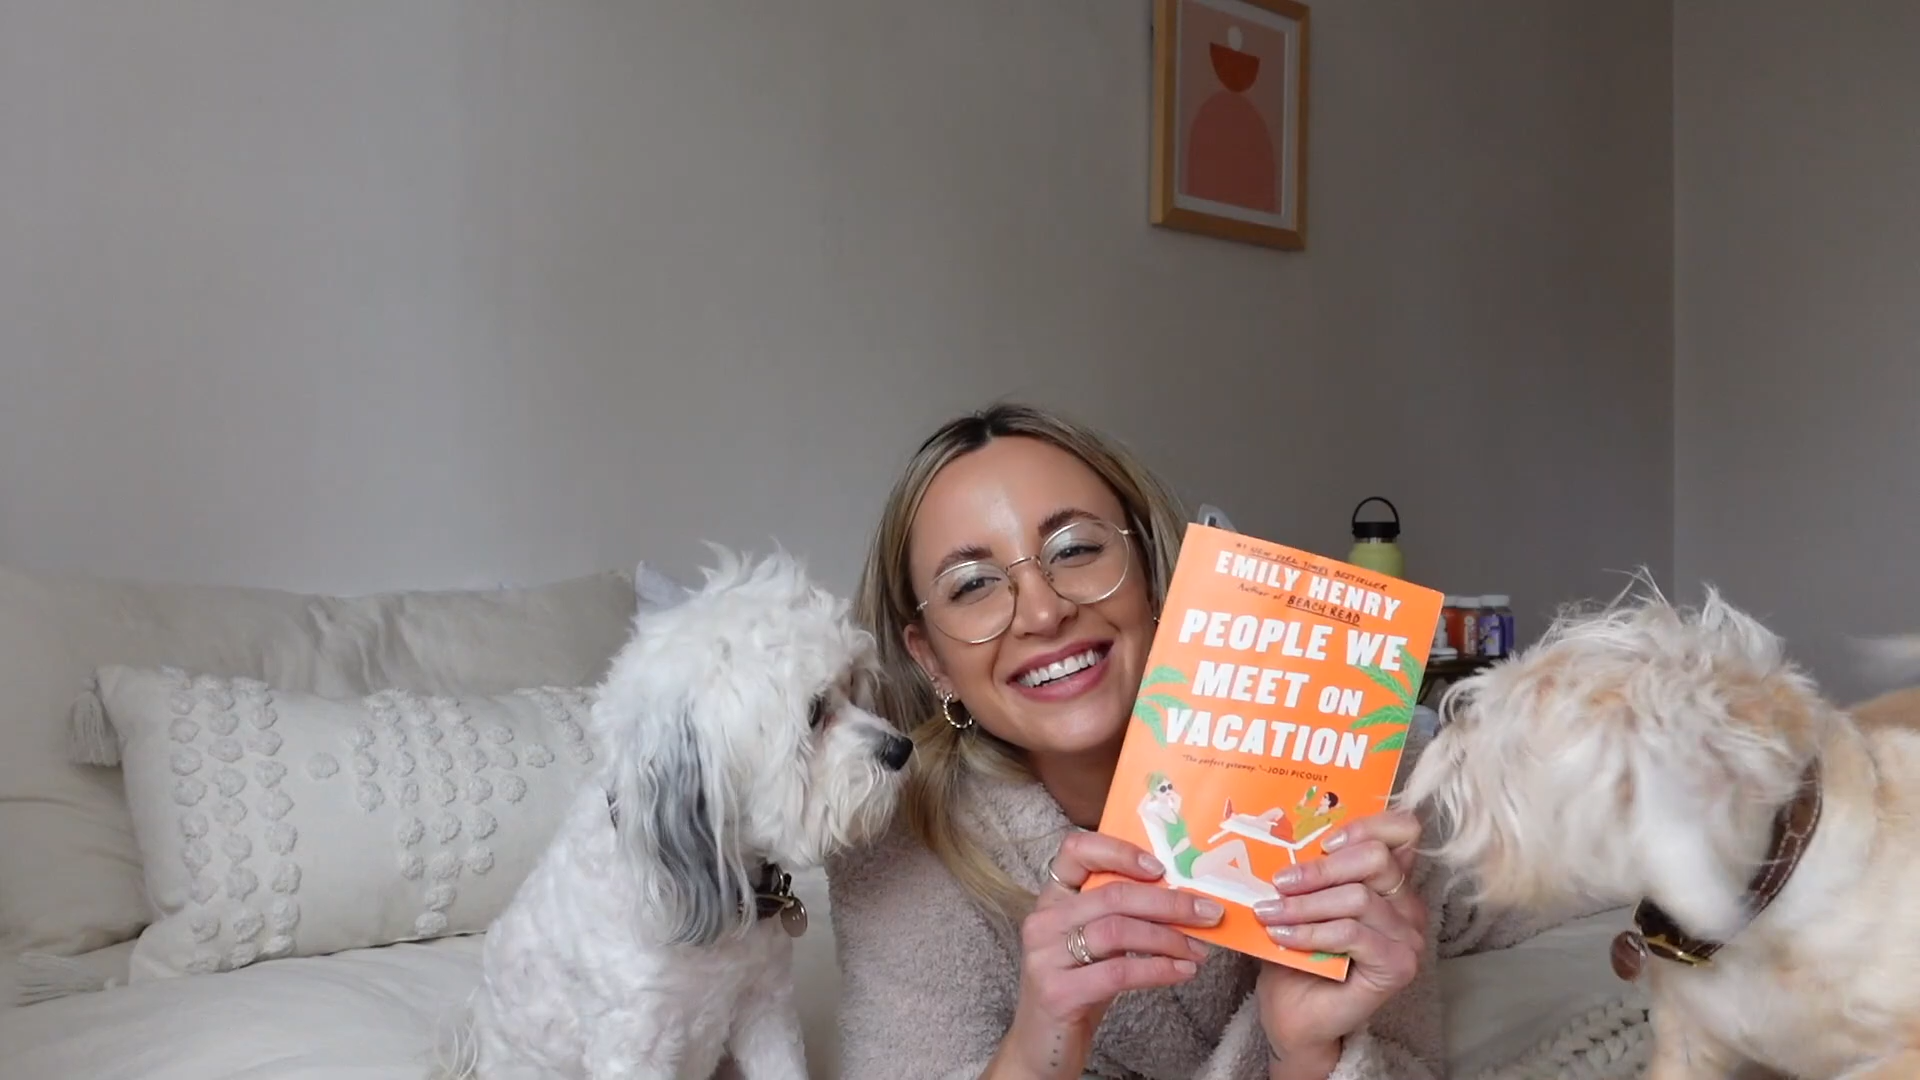 #1 NEW YORK TIMES BESTSELLER
EMILY HENRY
Author of BEACH READ
PEOPLE WE
MEET ON
VACATION
"The perfect getaway."—JODI PICOULT